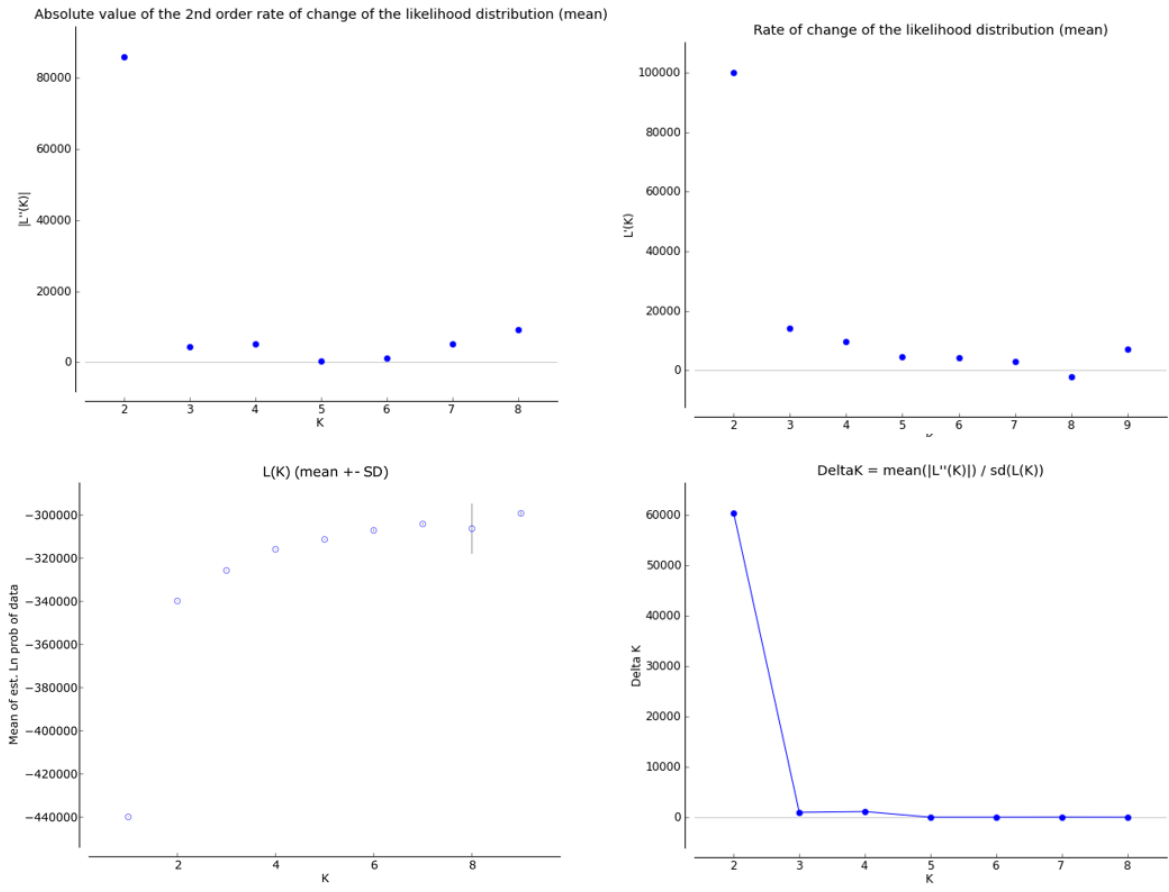 Absolute value of the 2nd order rate of change of the likelihood distribution (mean)
|L''(K)|
80000
60000
40000
20000
0
2 3 4 5 6 7 8
K
Rate of change of the likelihood distribution (mean)
L'(K)
100000
80000
60000
40000
20000
0
2 3 4 5 6 7 8 9
L(K) (mean +- SD)
Mean of est. Ln prob of data
−300000
−320000
−340000
−360000
−380000
−400000
−420000
−440000
2 4 6 8
K
DeltaK = mean(|L''(K)|) / sd(L(K))
Delta K
60000
50000
40000
30000
20000
10000
0
2 3 4 5 6 7 8
K